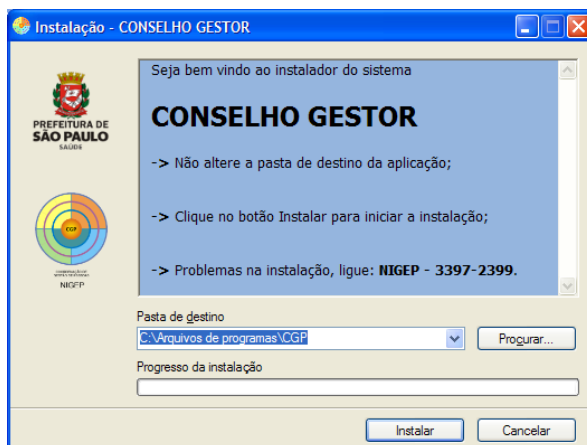 Instalação - CONSELHO GESTOR
PREFEITURA DE
SÃO PAULO
SAÚDE
CGP
NIGEP
Seja bem vindo ao instalador do sistema
CONSELHO GESTOR
-> Não altere a pasta de destino da aplicação;
-> Clique no botão Instalar para iniciar a instalação;
-> Problemas na instalação, ligue: NIGEP - 3397-2399.
Pasta de destino
C:\Arquivos de programas\CGP
Procurar...
Progresso da instalação
Instalar
Cancelar